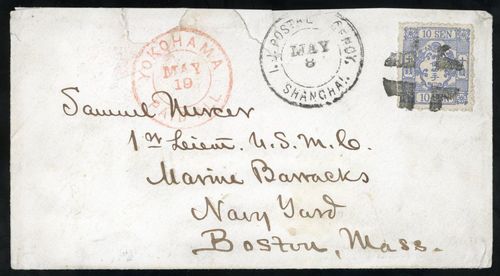 YOKOHAMA
MAY
19
I.J. POSTAL AGENCY,
MAY
8
SHANGHAI.
10 SEN
10 SEN
Samuel Mercer
1st Lieut. U.S.M.C.
Marine Barracks
Navy Yard
Boston, Mass.